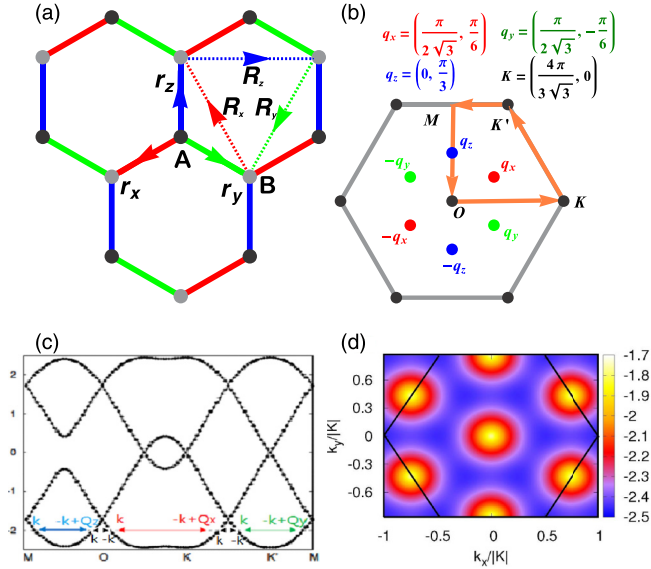 (a)
r_z
R_z
R_x
R_y
A
r_x
r_y
B
(b)
q_x = (π/(2√3), π/6)
q_y = (π/(2√3), -π/6)
q_z = (0, π/3)
K = (4π/(3√3), 0)
M
K'
q_z
-q_y
q_x
O
K
-q_x
q_y
-q_z
(c)
2
1
0
-1
-2
k -k+Q_z
k -k
k -k+Q_x
k -k
k -k+Q_y
M O K K' M
(d)
k_y/|K|
0.6
0.3
0
-0.3
-0.6
-1 -0.5 0 0.5 1
k_x/|K|
-1.7
-1.8
-1.9
-2
-2.1
-2.2
-2.3
-2.4
-2.5